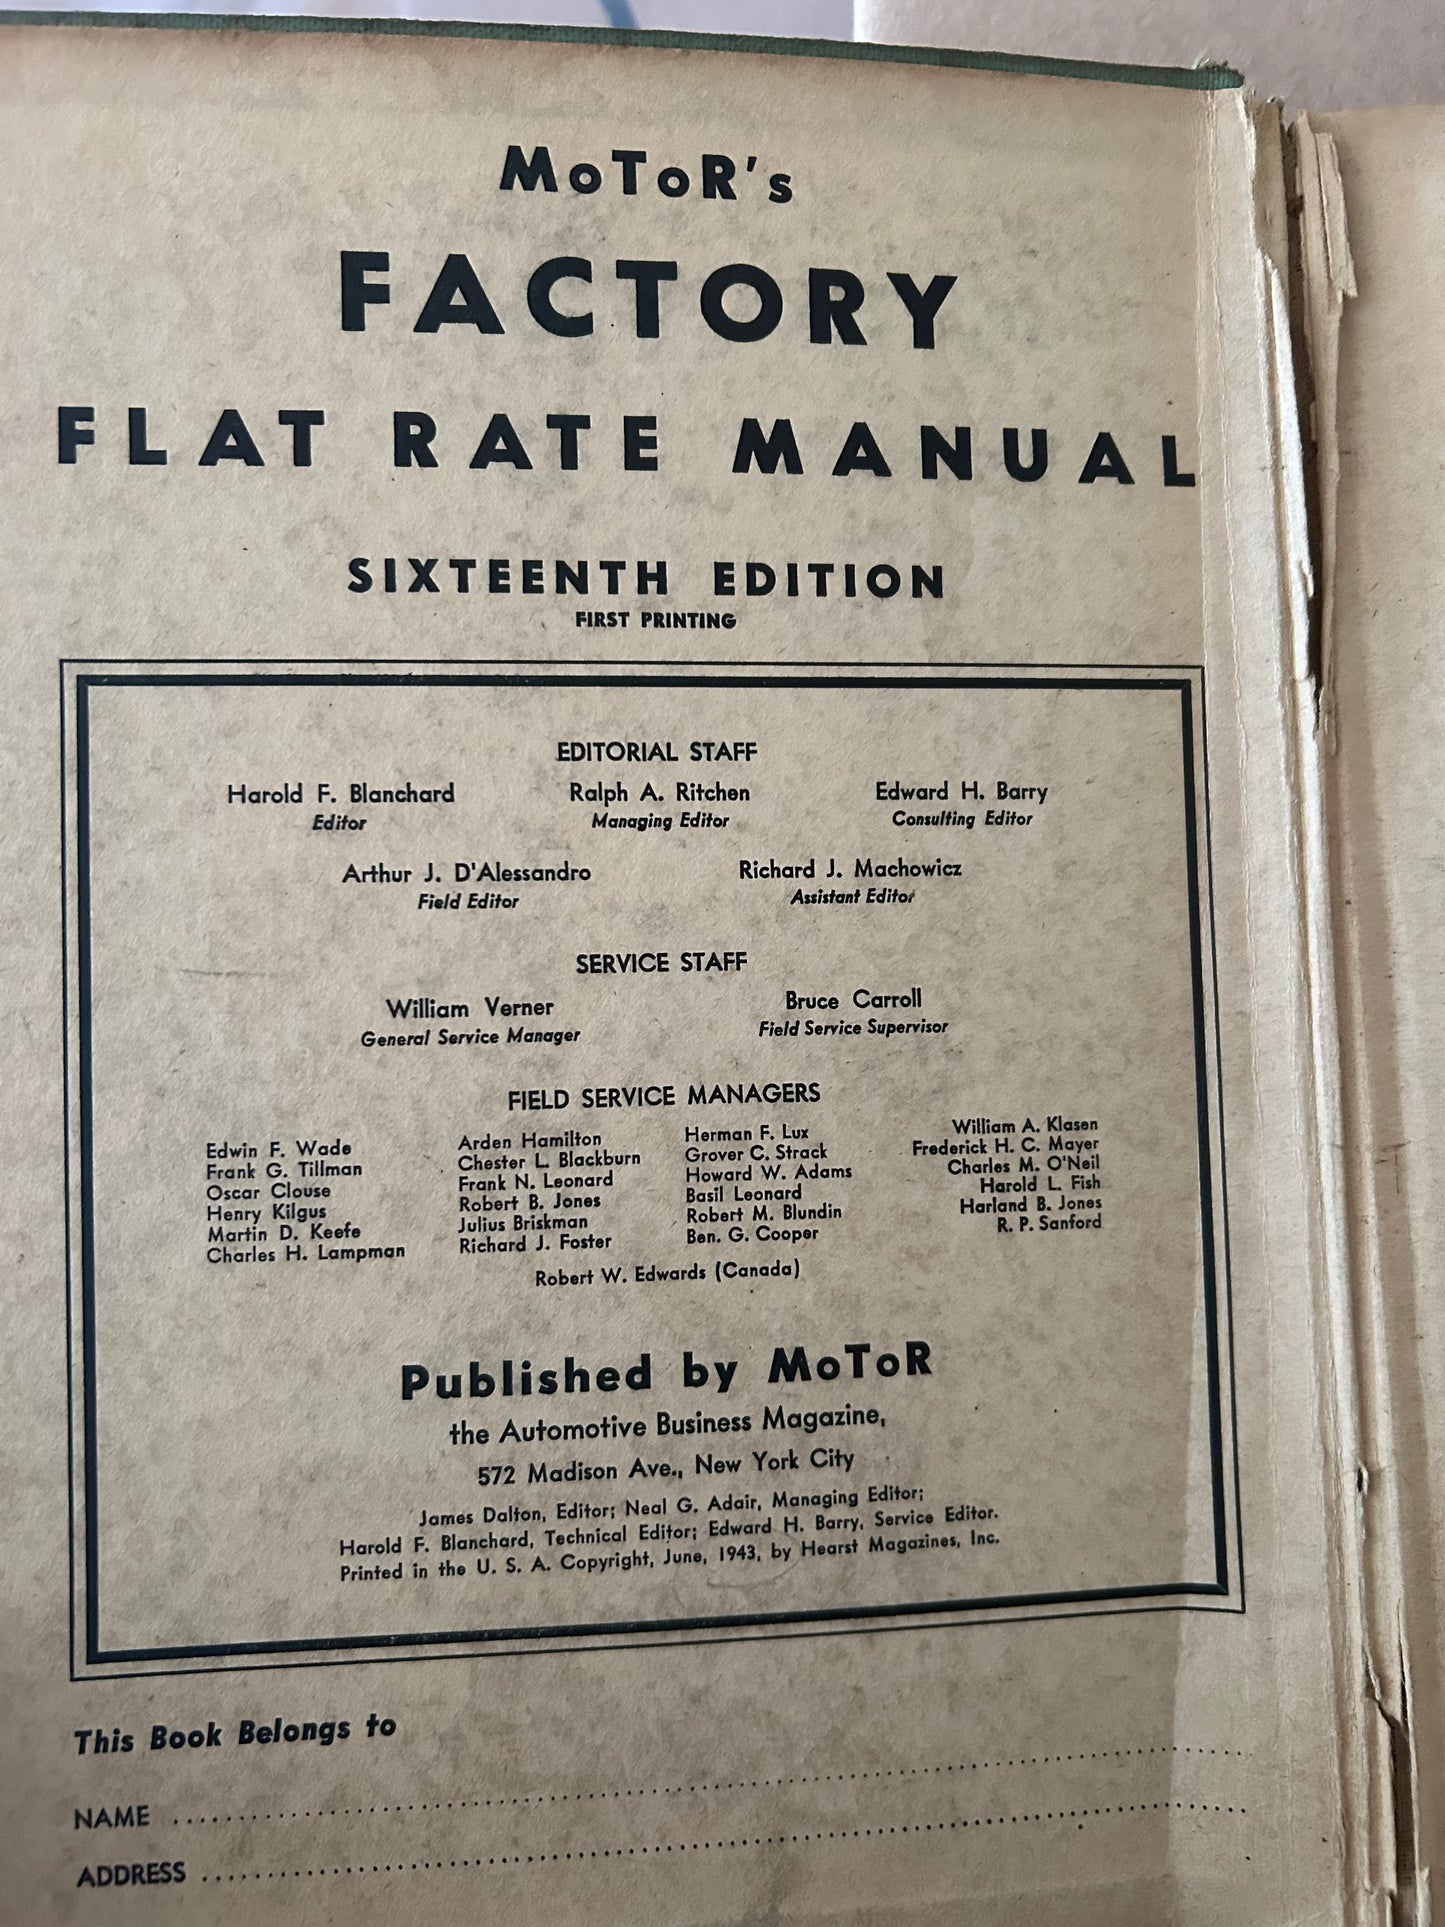 MoToR's
FACTORY
FLAT RATE MANUAL
SIXTEENTH EDITION
FIRST PRINTING
EDITORIAL STAFF
Harold F. Blanchard Ralph A. Ritchen Edward H. Barry
Editor Managing Editor Consulting Editor
Arthur J. D'Alessandro Richard J. Machowicz
Field Editor Assistant Editor
SERVICE STAFF
William Verner Bruce Carroll
General Service Manager Field Service Supervisor
FIELD SERVICE MANAGERS
Edwin F. Wade Arden Hamilton Herman F. Lux William A. Klasen
Frank G. Tillman Chester L. Blackburn Grover C. Strack Frederick H. C. Mayer
Oscar Clouse Frank N. Leonard Howard W. Adams Charles M. O'Neil
Henry Kilgus Robert B. Jones Basil Leonard Harold L. Fish
Martin D. Keefe Julius Briskman Robert M. Blundin Harland B. Jones
Charles H. Lampman Richard J. Foster Ben. G. Cooper R. P. Sanford
Robert W. Edwards (Canada)
Published by MoToR
the Automotive Business Magazine,
572 Madison Ave., New York City
James Dalton, Editor; Neal G. Adair, Managing Editor;
Harold F. Blanchard, Technical Editor; Edward H. Barry, Service Editor.
Printed in the U. S. A. Copyright, June, 1943, by Hearst Magazines, Inc.
This Book Belongs to
NAME
ADDRESS